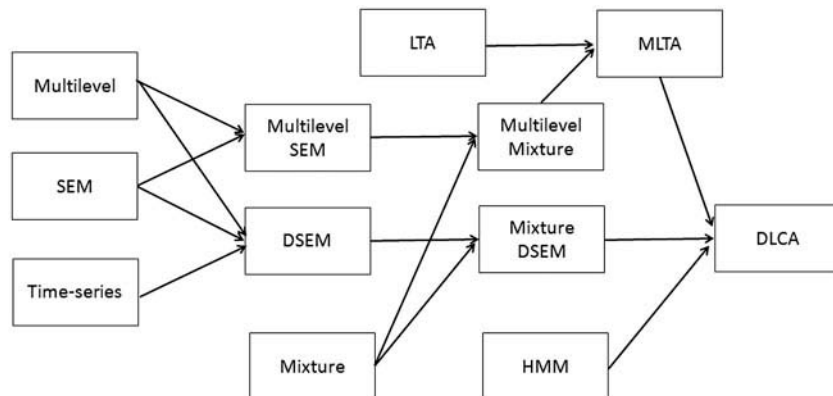 LTA
MLTA
Multilevel
Multilevel
SEM
Multilevel
Mixture
SEM
DSEM
Mixture
DSEM
DLCA
Time-series
Mixture
HMM